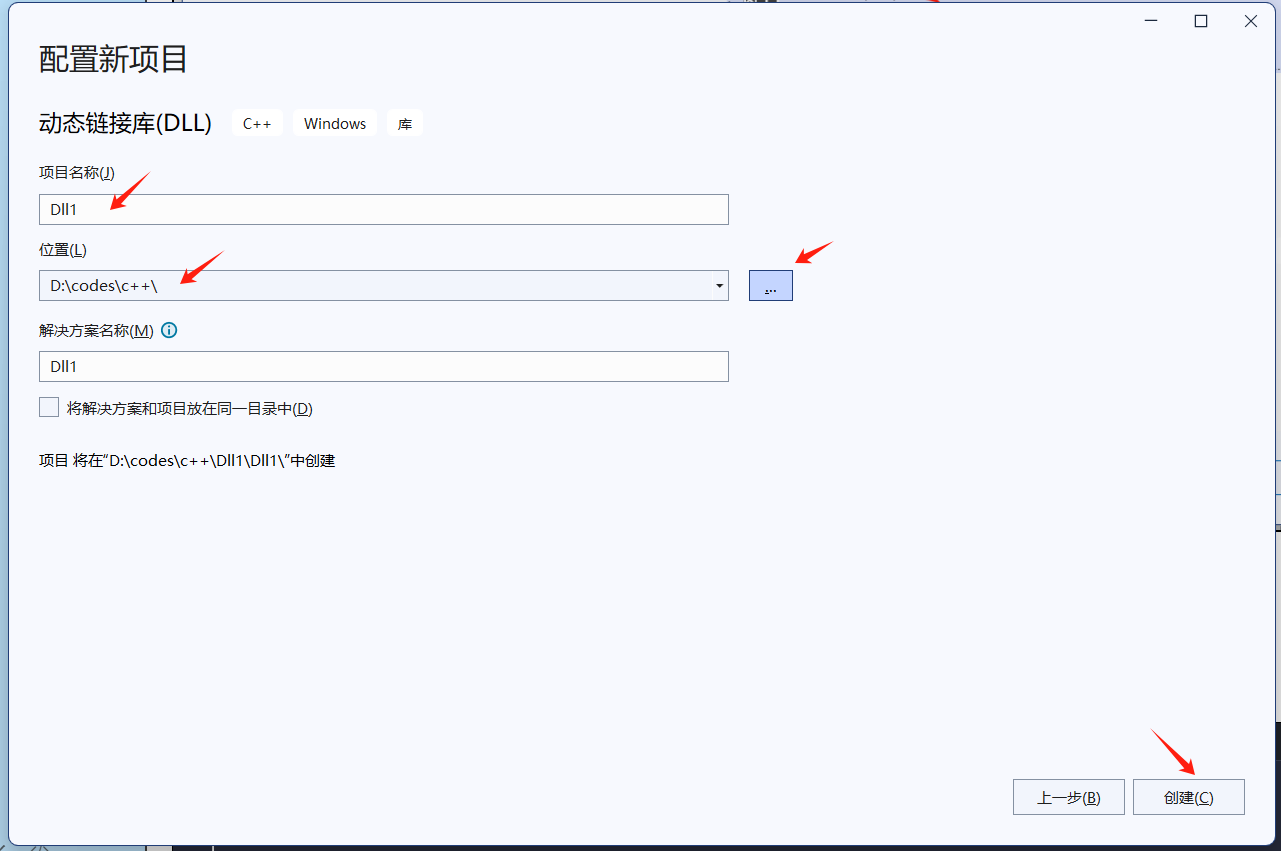 配置新项目
动态链接库(DLL) C++ Windows 库
项目名称(J)
Dll1
位置(L)
D:\codes\c++\
...
解决方案名称(M)
Dll1
将解决方案和项目放在同一目录中(D)
项目 将在“D:\codes\c++\Dll1\Dll1\”中创建
上一步(B) 创建(C)